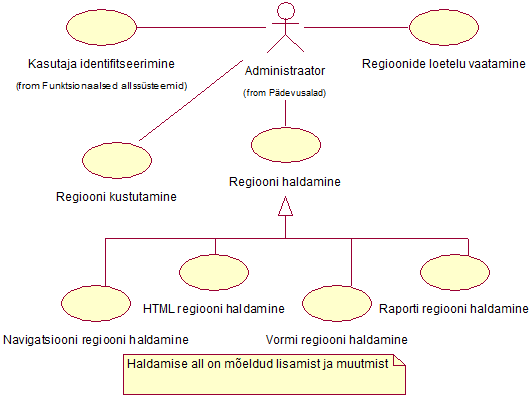 Kasutaja identifitseerimine
(from Funktsionaalsed allssüsteemid)
Administraator
(from Pädevusalad)
Regioonide loetelu vaatamine
Regiooni kustutamine
Regiooni haldamine
HTML regiooni haldamine
Raporti regiooni haldamine
Navigatsiooni regiooni haldamine
Vormi regiooni haldamine
Haldamise all on mõeldud lisamist ja muutmist